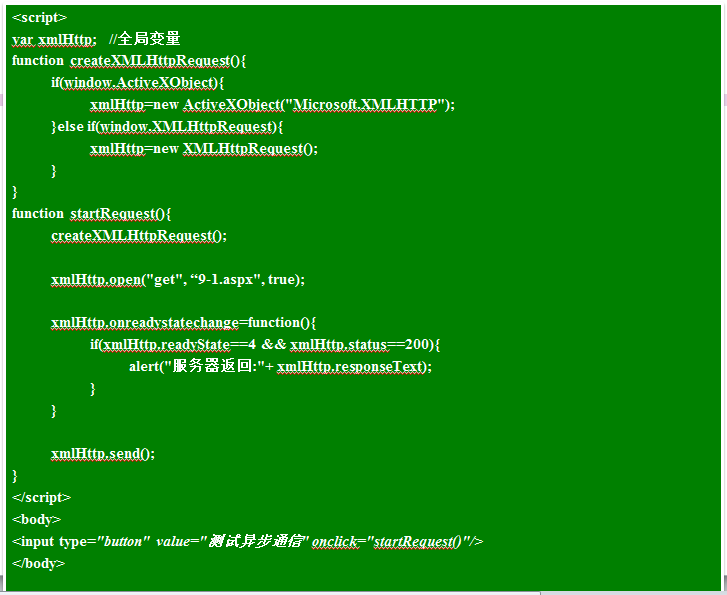 <script>
var xmlHttp;   //全局变量
function createXMLHttpRequest(){
if(window.ActiveXObject){
xmlHttp=new ActiveXObject("Microsoft.XMLHTTP");
}else if(window.XMLHttpRequest){
xmlHttp=new XMLHttpRequest();
}
}
function startRequest(){
createXMLHttpRequest();
xmlHttp.open("get", “9-1.aspx", true);
xmlHttp.onreadystatechange=function(){
if(xmlHttp.readyState==4 && xmlHttp.status==200){
alert("服务器返回:"+ xmlHttp.responseText);
}
}
xmlHttp.send();
}
</script>
<body>
<input type="button" value="测试异步通信" onclick="startRequest()"/>
</body>